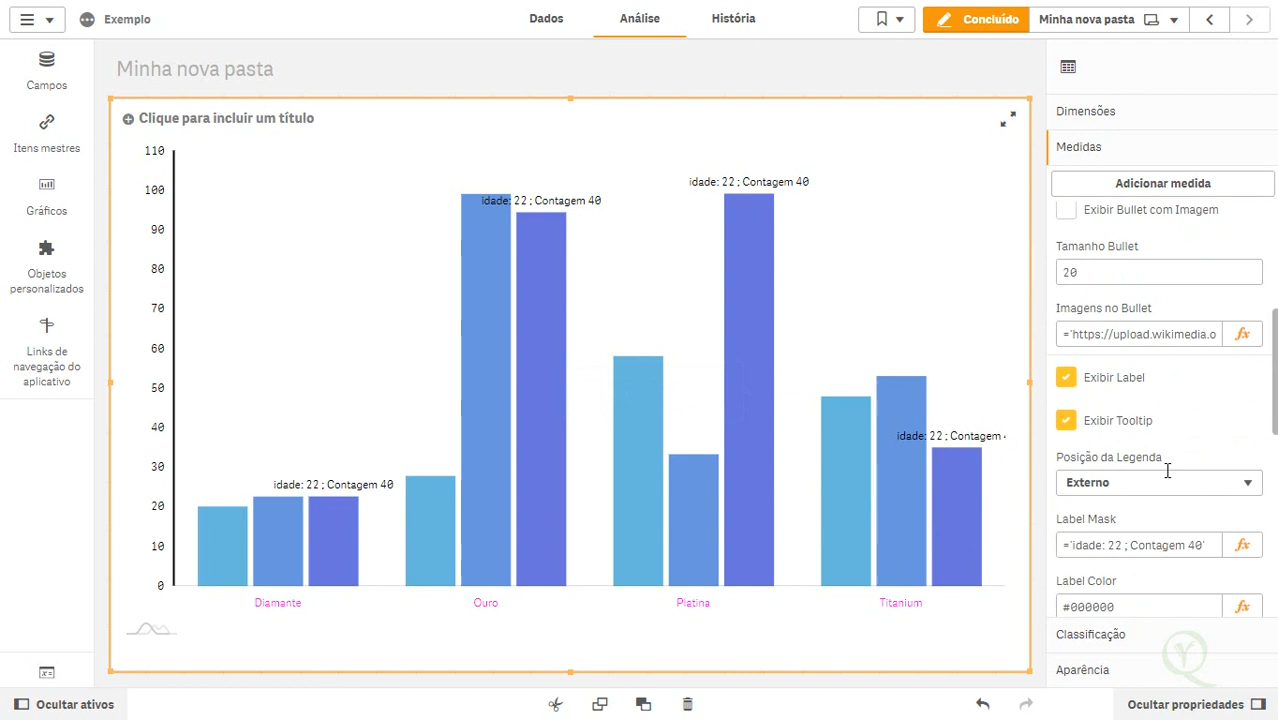 Exemplo
Dados
Análise
História
Concluído
Minha nova pasta
Campos
Itens mestres
Gráficos
Objetos
personalizados
Links de
navegação do
aplicativo
Ocultar ativos
Minha nova pasta
Clique para incluir um título
110
100
90
80
70
60
50
40
30
20
10
0
idade: 22 ; Contagem 40
idade: 22 ; Contagem 40
idade: 22 ; Contagem 40
idade: 22 ; Contagem
Diamante
Ouro
Platina
Titanium
Dimensões
Medidas
Adicionar medida
Exibir Bullet com Imagem
Tamanho Bullet
20
Imagens no Bullet
='https://upload.wikimedia.o
fx
Exibir Label
Exibir Tooltip
Posição da Legenda
Externo
Label Mask
='idade: 22 ; Contagem 40'
fx
Label Color
#000000
fx
Classificação
Aparência
Ocultar propriedades